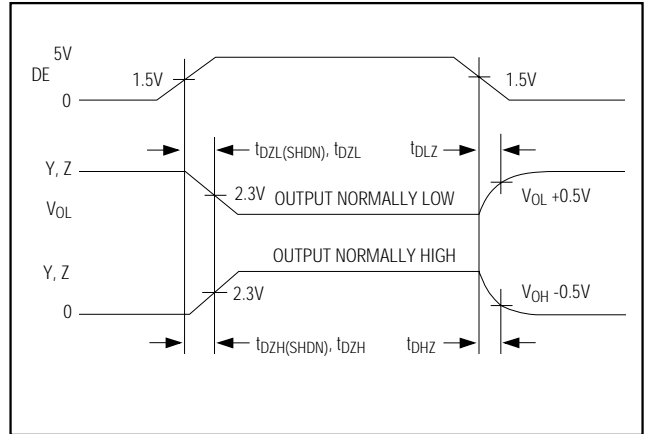 5V
DE
1.5V
1.5V
0
tDZL(SHDN), tDZL
tDLZ
Y, Z
2.3V
OUTPUT NORMALLY LOW
VOL +0.5V
VOL
OUTPUT NORMALLY HIGH
Y, Z
2.3V
VOH -0.5V
0
tDZH(SHDN), tDZH
tDHZ